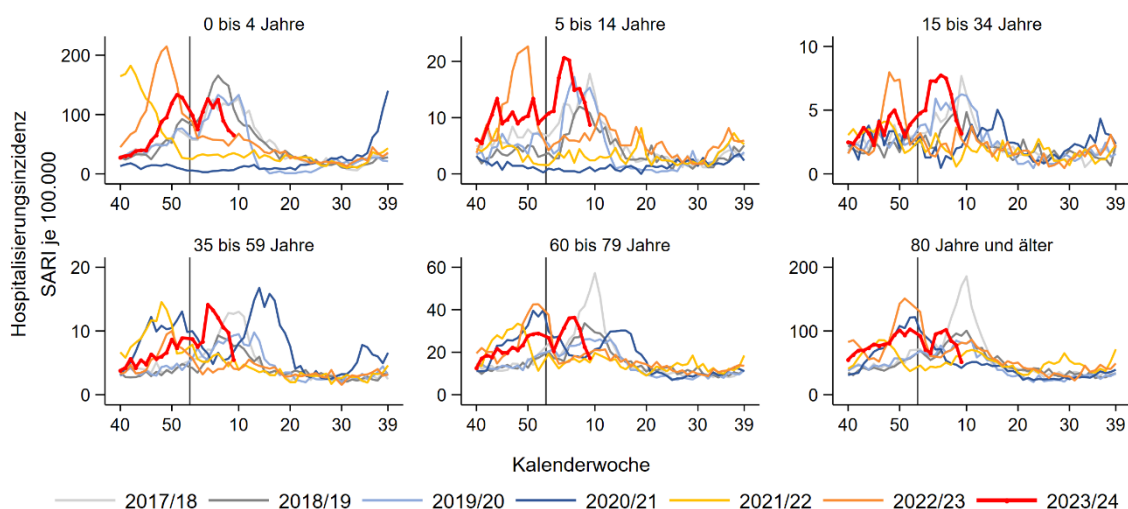 0 bis 4 Jahre
5 bis 14 Jahre
15 bis 34 Jahre
200
100
0
20
10
0
10
5
0
40 50 10 20 30 39
40 50 10 20 30 39
40 50 10 20 30 39
Hospitalisierungsinzidenz
SARI je 100.000
35 bis 59 Jahre
60 bis 79 Jahre
80 Jahre und älter
20
10
0
60
40
20
0
200
100
0
40 50 10 20 30 39
40 50 10 20 30 39
40 50 10 20 30 39
Kalenderwoche
2017/18 2018/19 2019/20 2020/21 2021/22 2022/23 2023/24